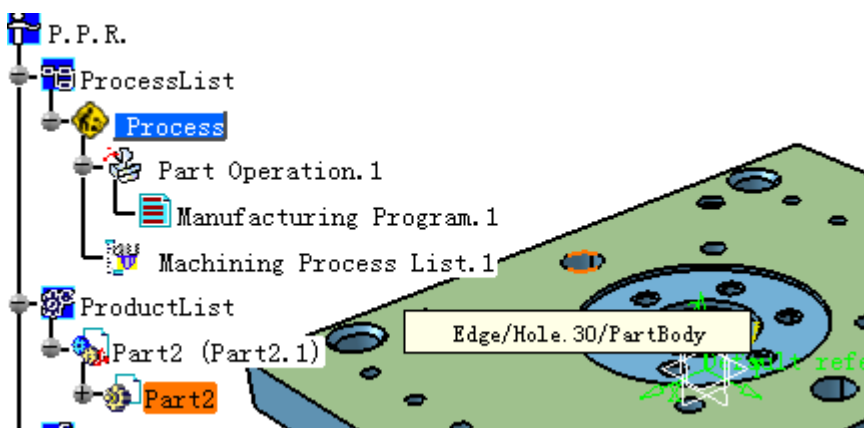 P.P.R.
ProcessList
Process
Part Operation.1
Manufacturing Program.1
Machining Process List.1
ProductList
Edge/Hole.30/PartBody
Part2 (Part2.1)
Part2